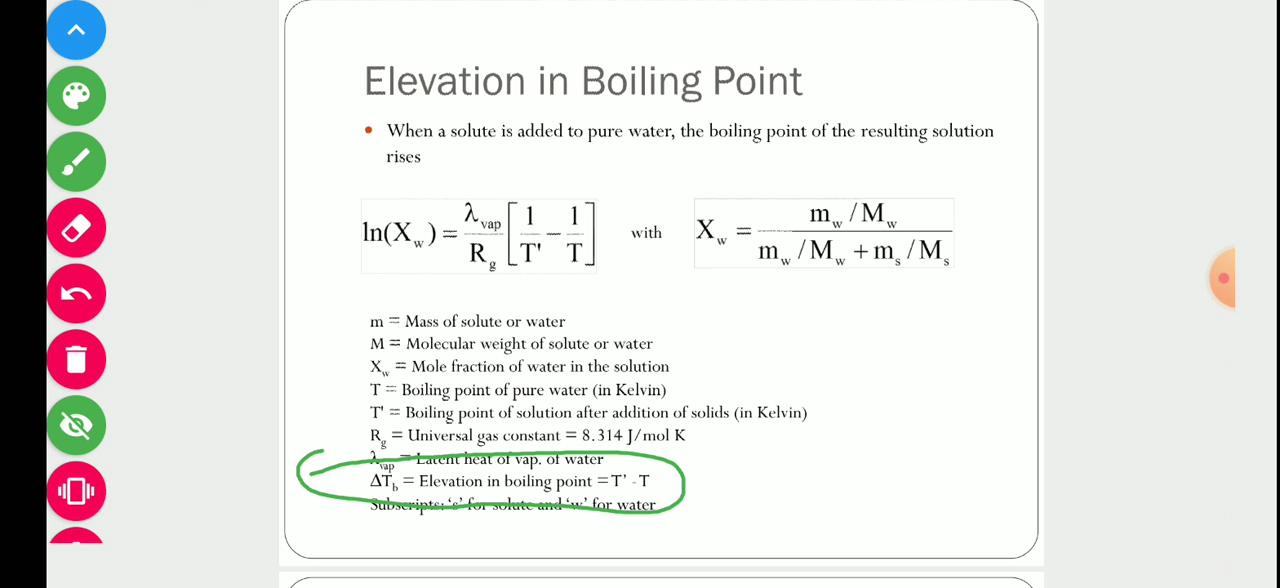 Elevation in Boiling Point
• When a solute is added to pure water, the boiling point of the resulting solution
rises
ln(X_w) = λ_vap/R_g [1/T' − 1/T] with X_w = (m_w/M_w)/(m_w/M_w + m_s/M_s)
m = Mass of solute or water
M = Molecular weight of solute or water
X_w = Mole fraction of water in the solution
T = Boiling point of pure water (in Kelvin)
T' = Boiling point of solution after addition of solids (in Kelvin)
R_g = Universal gas constant = 8.314 J/mol K
λ_vap = Latent heat of vap. of water
ΔT_b = Elevation in boiling point = T’ - T
Subscripts: ‘s’ for solute and ‘w’ for water